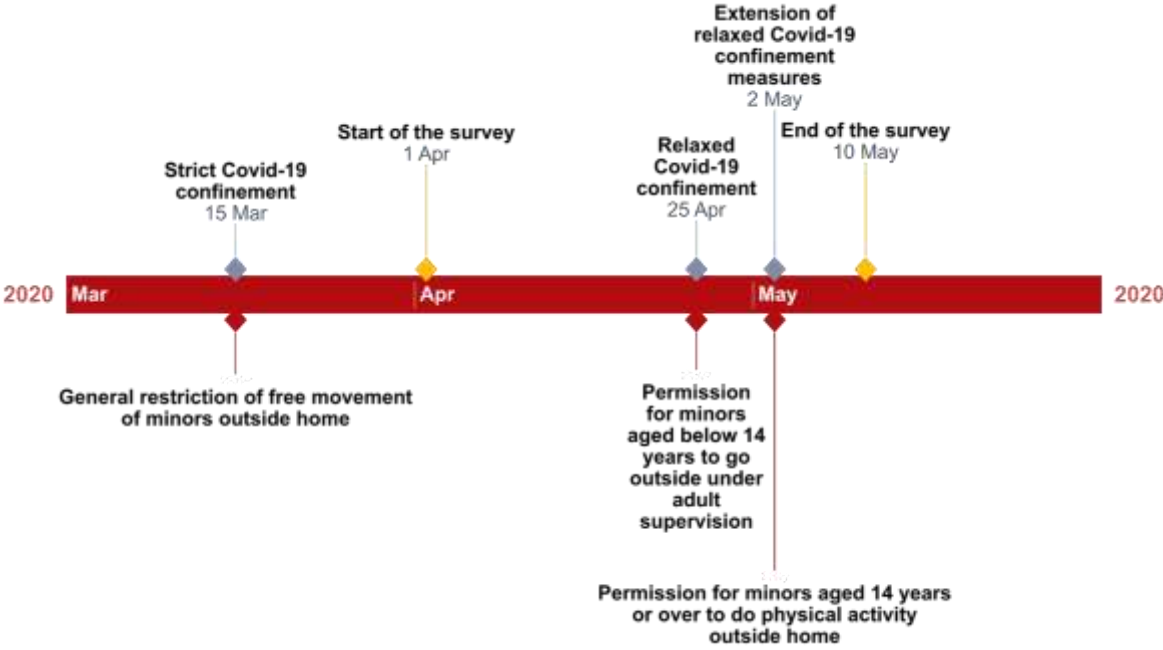 Extension of
relaxed Covid-19
confinement
measures
2 May
Start of the survey
1 Apr
End of the survey
10 May
Strict Covid-19
confinement
15 Mar
Relaxed
Covid-19
confinement
25 Apr
2020
Mar
Apr
May
2020
General restriction of free movement
of minors outside home
Permission
for minors
aged below 14
years to go
outside under
adult
supervision
Permission for minors aged 14 years
or over to do physical activity
outside home